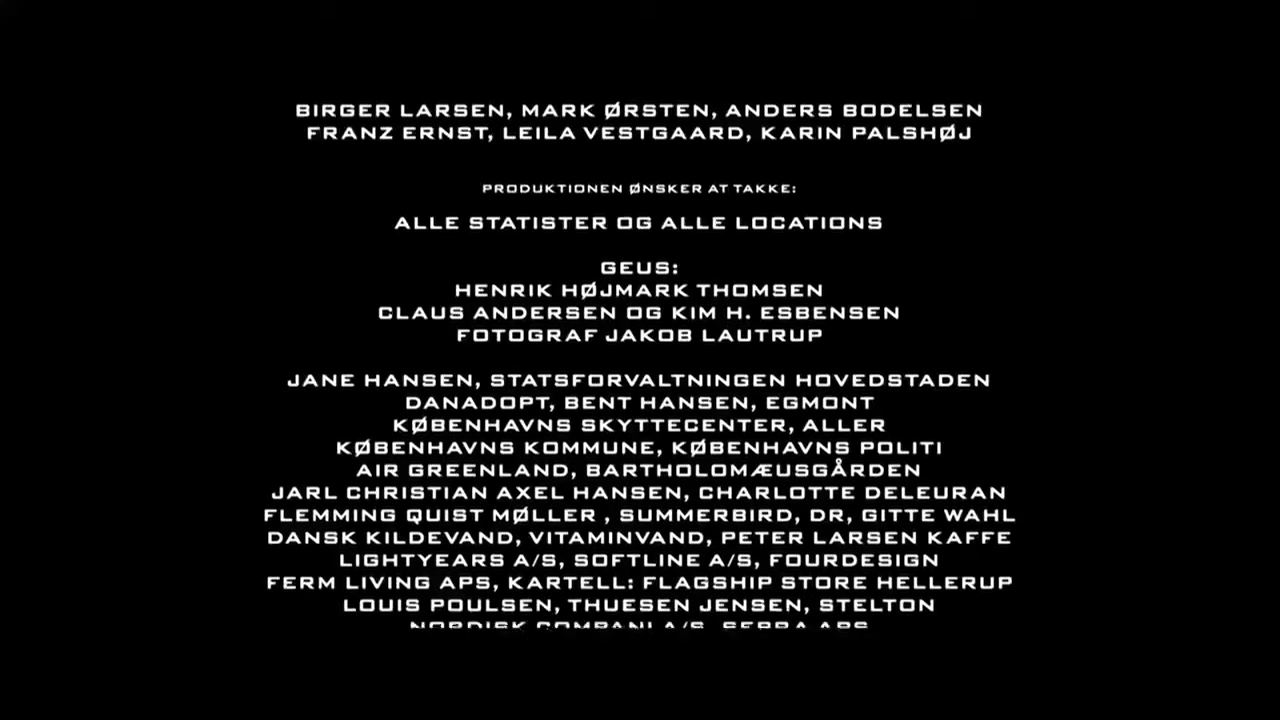 BIRGER LARSEN, MARK ØRSTEN, ANDERS BODELSEN
FRANZ ERNST, LEILA VESTGAARD, KARIN PALSHØJ
PRODUKTIONEN ØNSKER AT TAKKE:
ALLE STATISTER OG ALLE LOCATIONS
GEUS:
HENRIK HØJMARK THOMSEN
CLAUS ANDERSEN OG KIM H. ESBENSEN
FOTOGRAF JAKOB LAUTRUP
JANE HANSEN, STATSFORVALTNINGEN HOVEDSTADEN
DANADOPT, BENT HANSEN, EGMONT
KØBENHAVNS SKYTTECENTER, ALLER
KØBENHAVNS KOMMUNE, KØBENHAVNS POLITI
AIR GREENLAND, BARTHOLOMÆUSGÅRDEN
JARL CHRISTIAN AXEL HANSEN, CHARLOTTE DELEURAN
FLEMMING QUIST MØLLER , SUMMERBIRD, DR, GITTE WAHL
DANSK KILDEVAND, VITAMINVAND, PETER LARSEN KAFFE
LIGHTYEARS A/S, SOFTLINE A/S, FOURDESIGN
FERM LIVING APS, KARTELL: FLAGSHIP STORE HELLERUP
LOUIS POULSEN, THUESEN JENSEN, STELTON
NORDISK COMPANI A/S, APS